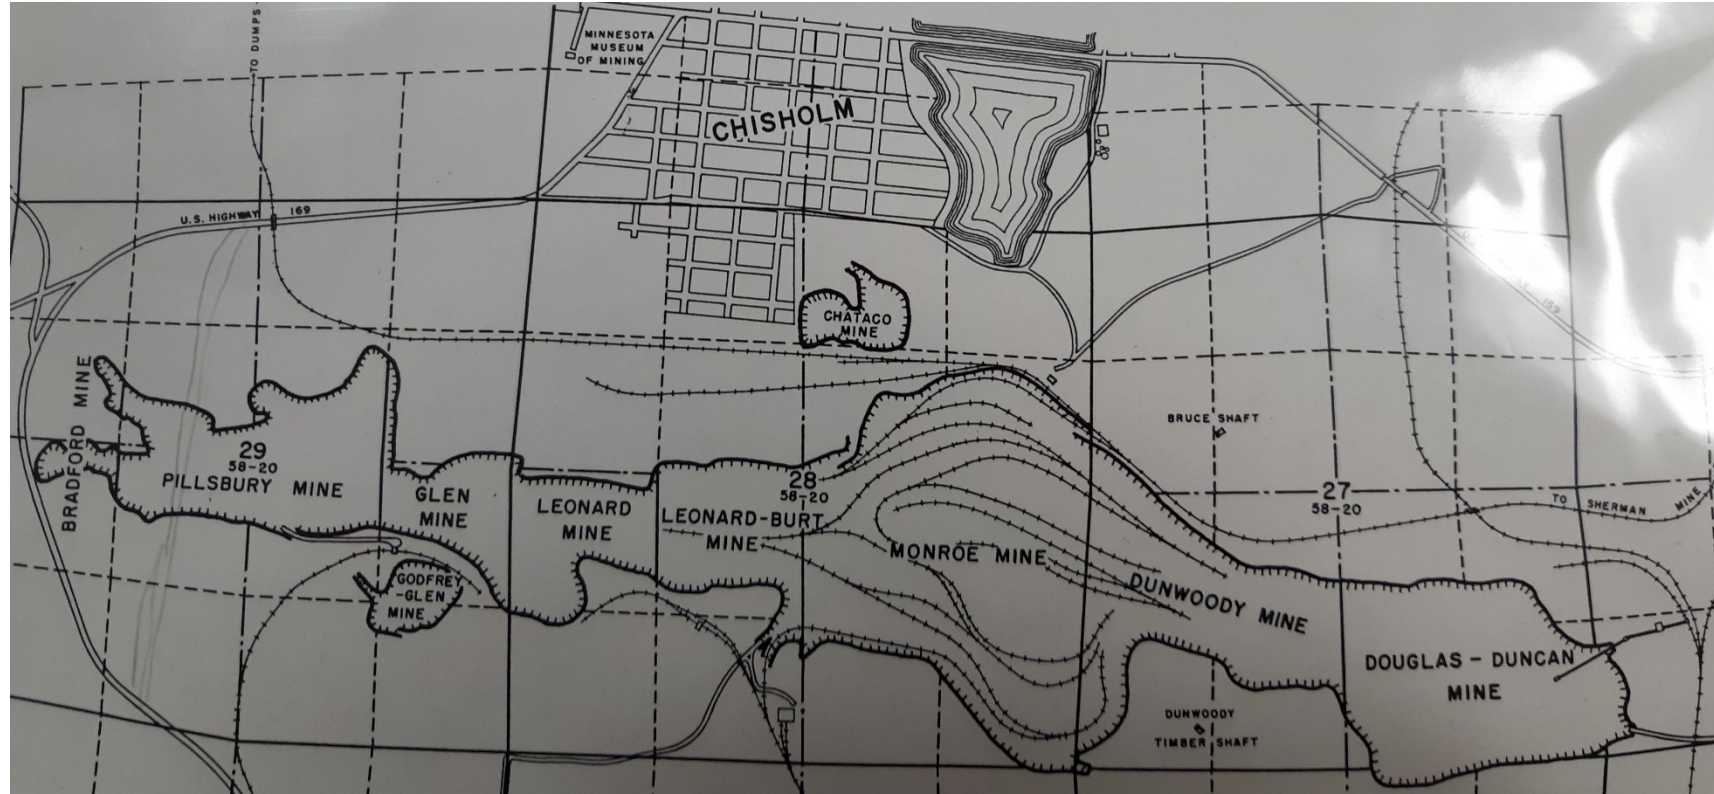 TO DUMPS
MINNESOTA
MUSEUM
OF MINING
CHISHOLM
U.S. HIGHWAY 169
CHATACO
MINE
BRADFORD MINE
29
58-20
PILLSBURY MINE
GLEN
MINE
GODFREY
-GLEN
MINE
LEONARD
MINE
28
58-20
LEONARD-BURT
MINE
MONROE MINE
BRUCE SHAFT
27
58-20
TO SHERMAN MINE
DUNWOODY MINE
DOUGLAS - DUNCAN
MINE
DUNWOODY
TIMBER SHAFT
169